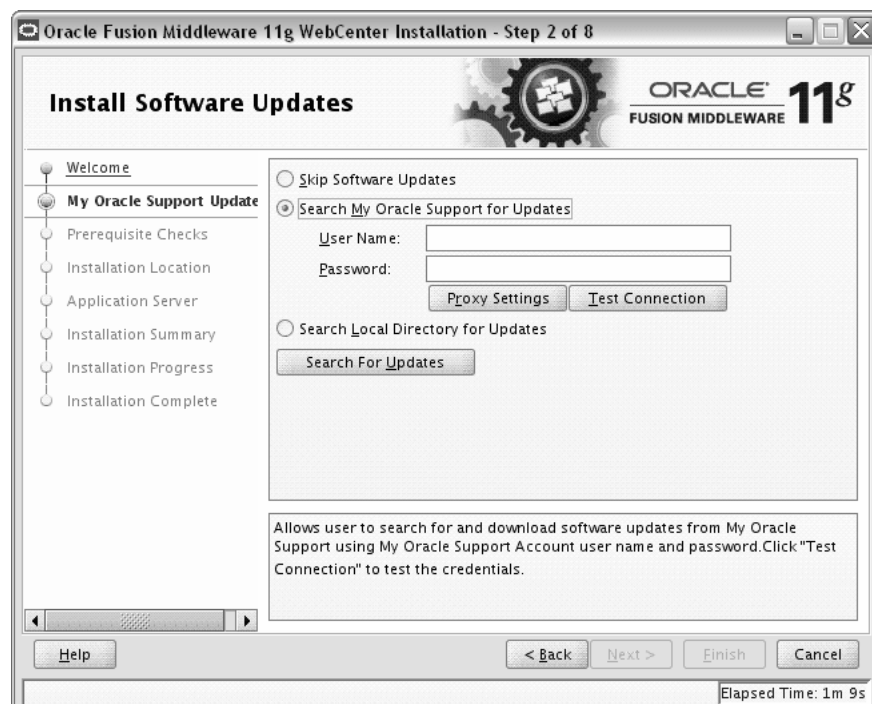 Oracle Fusion Middleware 11g WebCenter Installation - Step 2 of 8
Install Software Updates
ORACLE
FUSION MIDDLEWARE
11g
Welcome
My Oracle Support Update
Prerequisite Checks
Installation Location
Application Server
Installation Summary
Installation Progress
Installation Complete
Skip Software Updates
Search My Oracle Support for Updates
User Name:
Password:
Proxy Settings
Test Connection
Search Local Directory for Updates
Search For Updates
Allows user to search for and download software updates from My Oracle
Support using My Oracle Support Account user name and password.Click "Test
Connection" to test the credentials.
Help
< Back
Next >
Finish
Cancel
Elapsed Time: 1m 9s